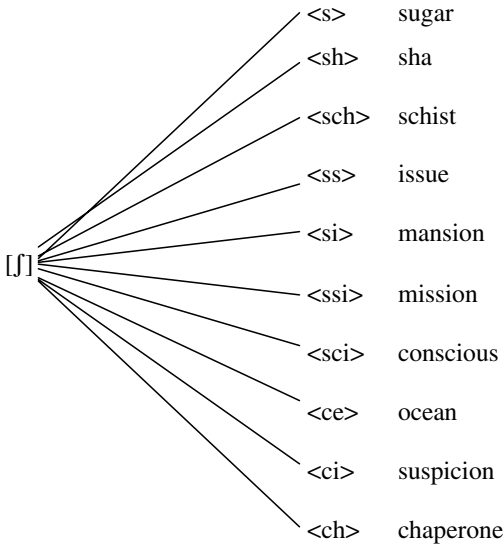 <s> sugar
<sh> sha
<sch> schist
<ss> issue
<si> mansion
[ʃ]
<ssi> mission
<sci> conscious
<ce> ocean
<ci> suspicion
<ch> chaperone